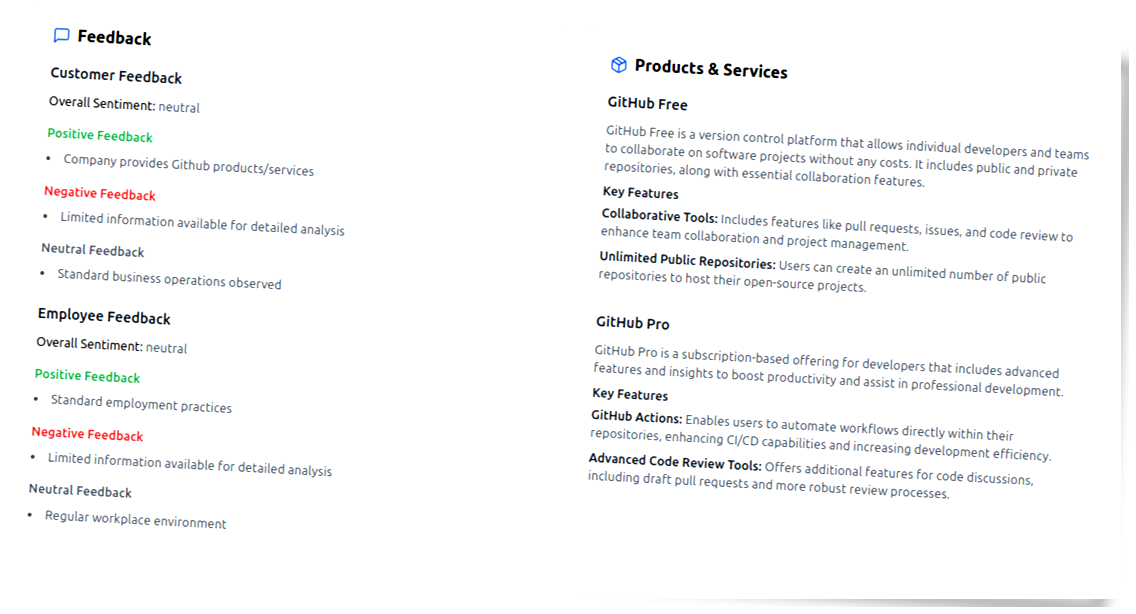 Feedback
Customer Feedback
Overall Sentiment: neutral
Positive Feedback
• Company provides Github products/services
Negative Feedback
• Limited information available for detailed analysis
Neutral Feedback
• Standard business operations observed
Employee Feedback
Overall Sentiment: neutral
Positive Feedback
• Standard employment practices
Negative Feedback
• Limited information available for detailed analysis
Neutral Feedback
• Regular workplace environment
Products & Services
GitHub Free
GitHub Free is a version control platform that allows individual developers and teams
to collaborate on software projects without any costs. It includes public and private
repositories, along with essential collaboration features.
Key Features
Collaborative Tools: Includes features like pull requests, issues, and code review to
enhance team collaboration and project management.
Unlimited Public Repositories: Users can create an unlimited number of public
repositories to host their open-source projects.
GitHub Pro
GitHub Pro is a subscription-based offering for developers that includes advanced
features and insights to boost productivity and assist in professional development.
Key Features
GitHub Actions: Enables users to automate workflows directly within their
repositories, enhancing CI/CD capabilities and increasing development efficiency.
Advanced Code Review Tools: Offers additional features for code discussions,
including draft pull requests and more robust review processes.